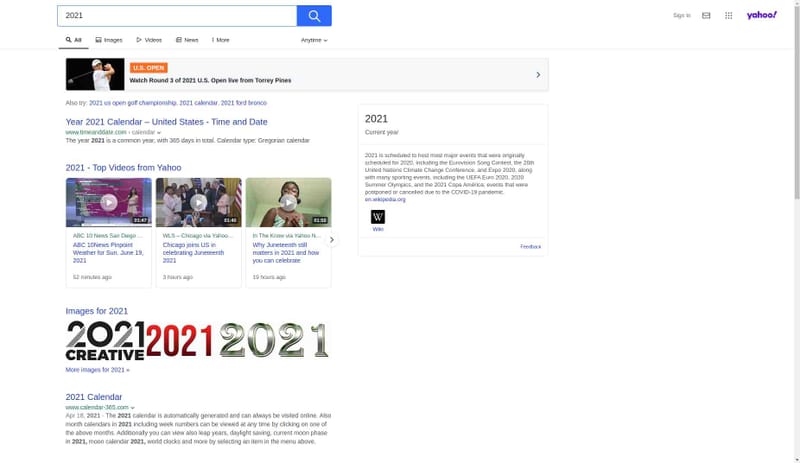 2021
Sign In
yahoo!
All
Images
Videos
News
More
Anytime
U.S. OPEN
Watch Round 3 of 2021 U.S. Open live from Torrey Pines
Also try: 2021 us open golf championship, 2021 calendar, 2021 ford bronco
Year 2021 Calendar – United States - Time and Date
www.timeanddate.com › calendar
The year 2021 is a common year, with 365 days in total. Calendar type: Gregorian calendar
2021 - Top Videos from Yahoo
01:47
ABC 10 News San Diego ...
ABC 10News Pinpoint
Weather for Sun. June 19,
2021
52 minutes ago
01:40
WLS – Chicago via Yahoo...
Chicago joins US in
celebrating Juneteenth
2021
3 hours ago
01:55
In The Know via Yahoo N...
Why Juneteenth still
matters in 2021 and how
you can celebrate
19 hours ago
Images for 2021
2021
CREATIVE
2021
2021
More images for 2021 »
2021 Calendar
www.calendar-365.com
Apr 18, 2021 · The 2021 calendar is automatically generated and can always be visited online. Also
month calendars in 2021 including week numbers can be viewed at any time by clicking on one of
the above months. Additionally you can view also leap years, daylight saving, current moon phase
in 2021, moon calendar 2021, world clocks and more by selecting an item in the menu above.
2021
Current year
2021 is scheduled to host most major events that were originally
scheduled for 2020, including the Eurovision Song Contest, the 26th
United Nations Climate Change Conference, and Expo 2020, along
with many sporting events, including the UEFA Euro 2020, 2020
Summer Olympics, and the 2021 Copa América; events that were
postponed or cancelled due to the COVID-19 pandemic.
en.wikipedia.org
W
Wiki
Feedback